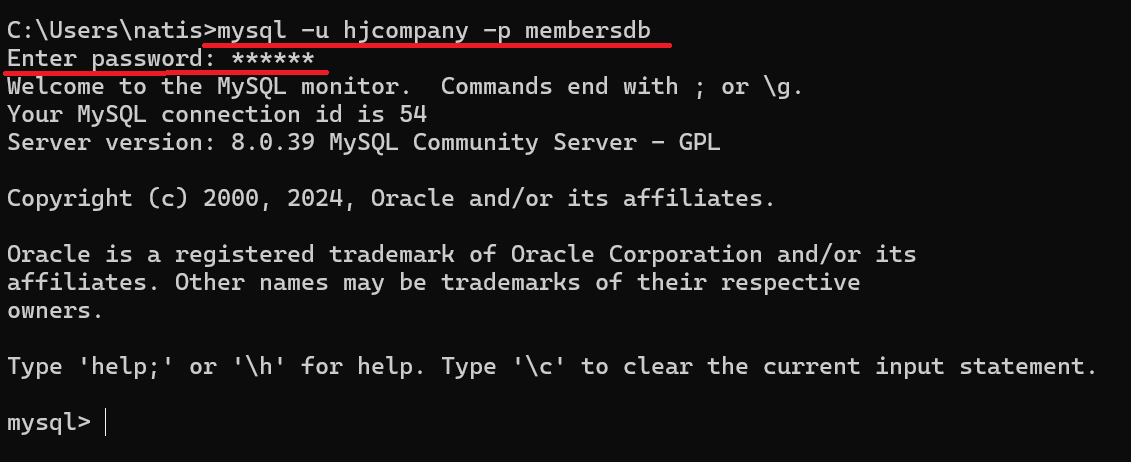 C:\Users\natis>mysql -u hjcompany -p membersdb
Enter password: ******
Welcome to the MySQL monitor.  Commands end with ; or \g.
Your MySQL connection id is 54
Server version: 8.0.39 MySQL Community Server - GPL
Copyright (c) 2000, 2024, Oracle and/or its affiliates.
Oracle is a registered trademark of Oracle Corporation and/or its
affiliates. Other names may be trademarks of their respective
owners.
Type 'help;' or '\h' for help. Type '\c' to clear the current input statement.
mysql>